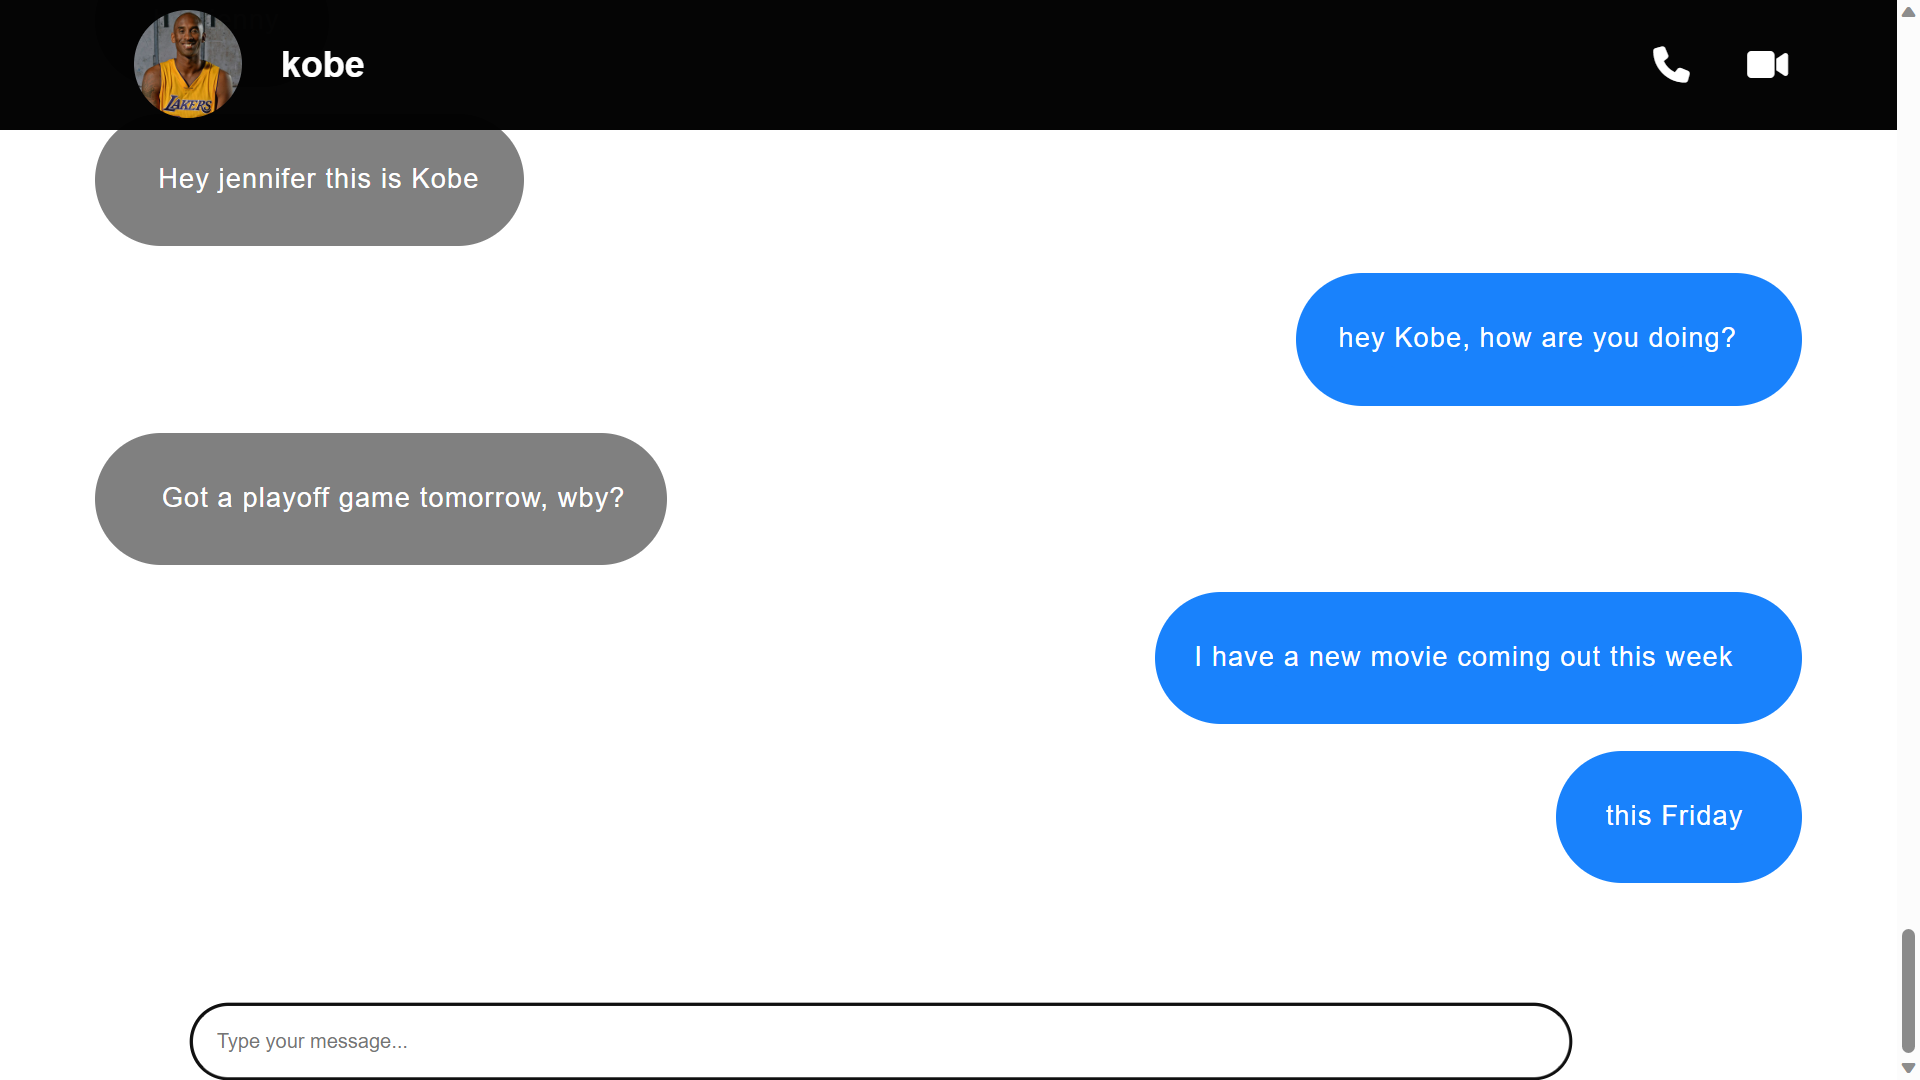 kobe
LAKERS
Hey jennifer this is Kobe
hey Kobe, how are you doing?
Got a playoff game tomorrow, wby?
I have a new movie coming out this week
this Friday
Type your message...